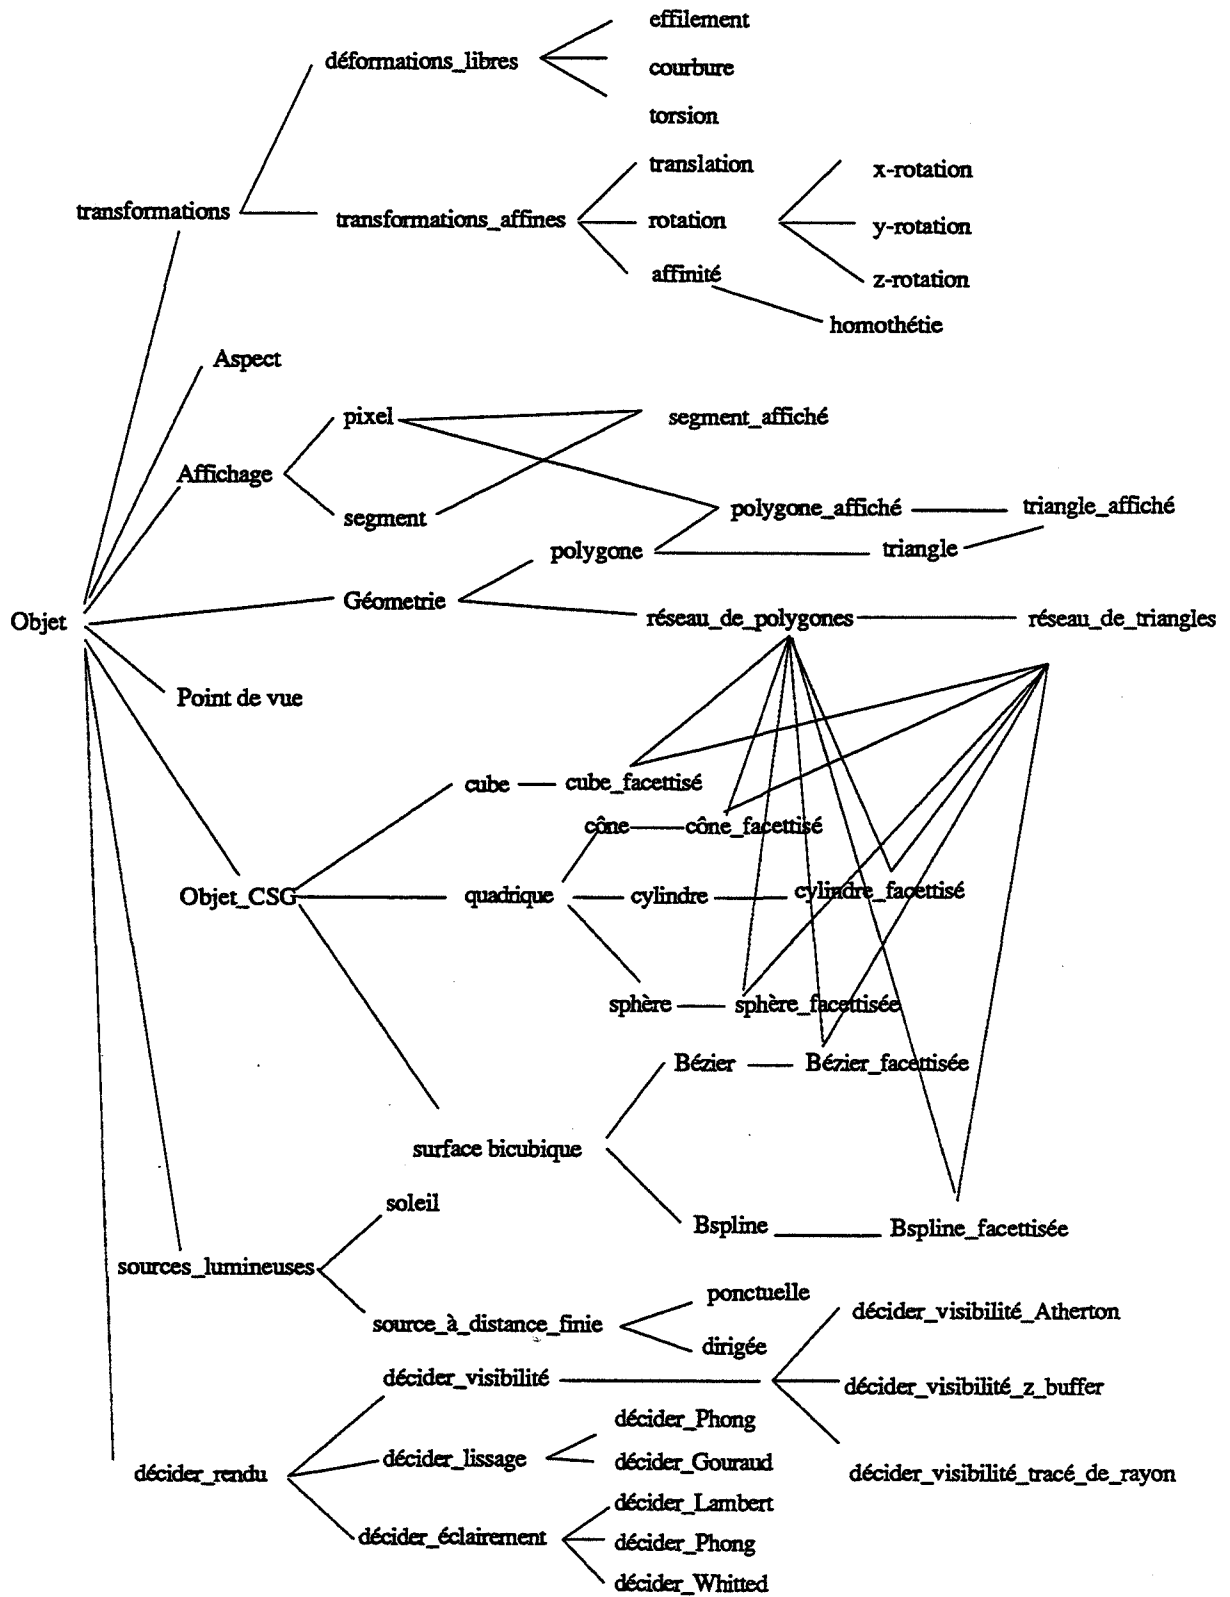 effilement
déformations_libres
courbure
torsion
translation
x-rotation
transformations
transformations_affines
rotation
y-rotation
affinité
z-rotation
homothétie
Aspect
pixel
segment_affiché
Affichage
segment
polygone_affiché
triangle_affiché
polygone
triangle
Géometrie
Objet
réseau_de_polygones
réseau_de_triangles
Point de vue
cube
cube_facettisé
cône
cône_facettisé
Objet_CSG
quadrique
cylindre
cylindre_facettisé
sphère
sphère_facettisée
Bézier
Bézier_facettisée
surface bicubique
soleil
Bspline
Bspline_facettisée
sources_lumineuses
ponctuelle
source_à_distance_finie
dirigée
décider_visibilité_Atherton
décider_visibilité
décider_visibilité_z_buffer
décider_Phong
décider_lissage
décider_Gouraud
décider_rendu
décider_visibilité_tracé_de_rayon
décider_Lambert
décider_éclairement
décider_Phong
décider_Whitted